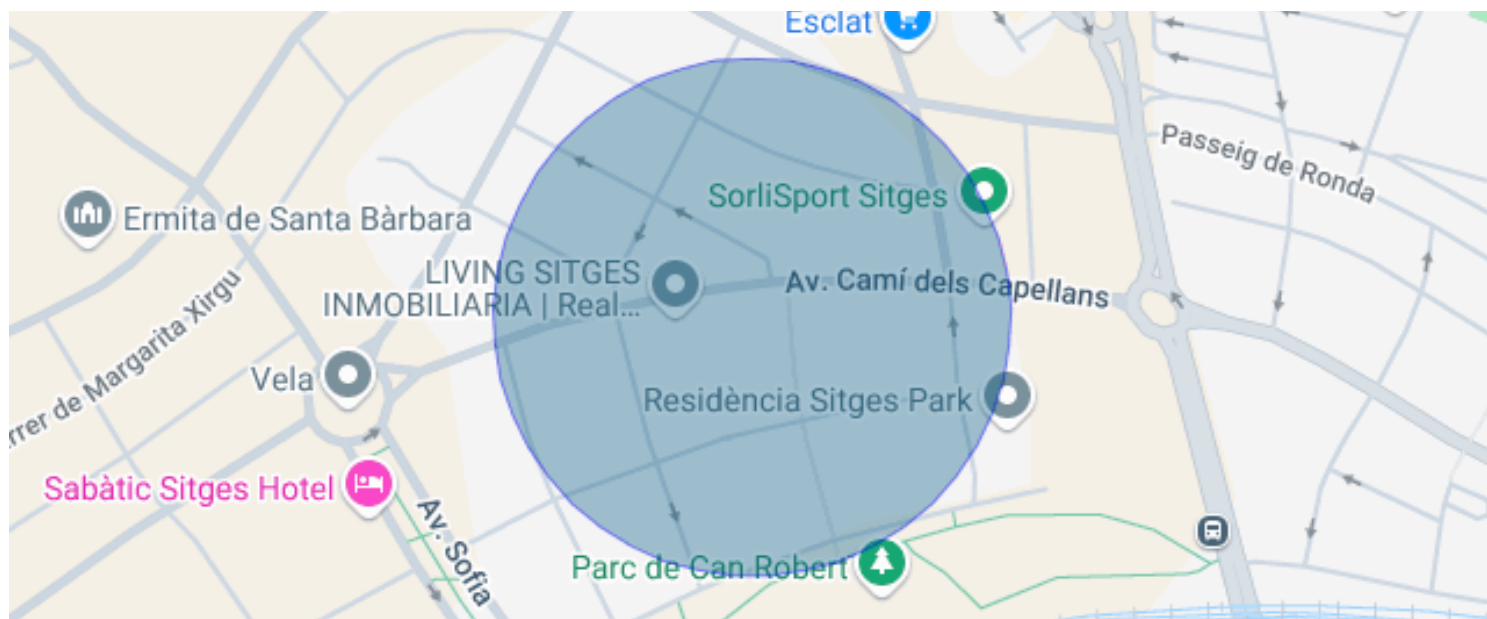 Esclat
Passeig de Ronda
SorliSport Sitges
Ermita de Santa Bàrbara
LIVING SITGES
INMOBILIARIA | Real...
Av. Camí dels Capellans
rrer de Margarita Xirgu
Vela
Residència Sitges Park
Sabàtic Sitges Hotel
Av. Sofia
Parc de Can Robert